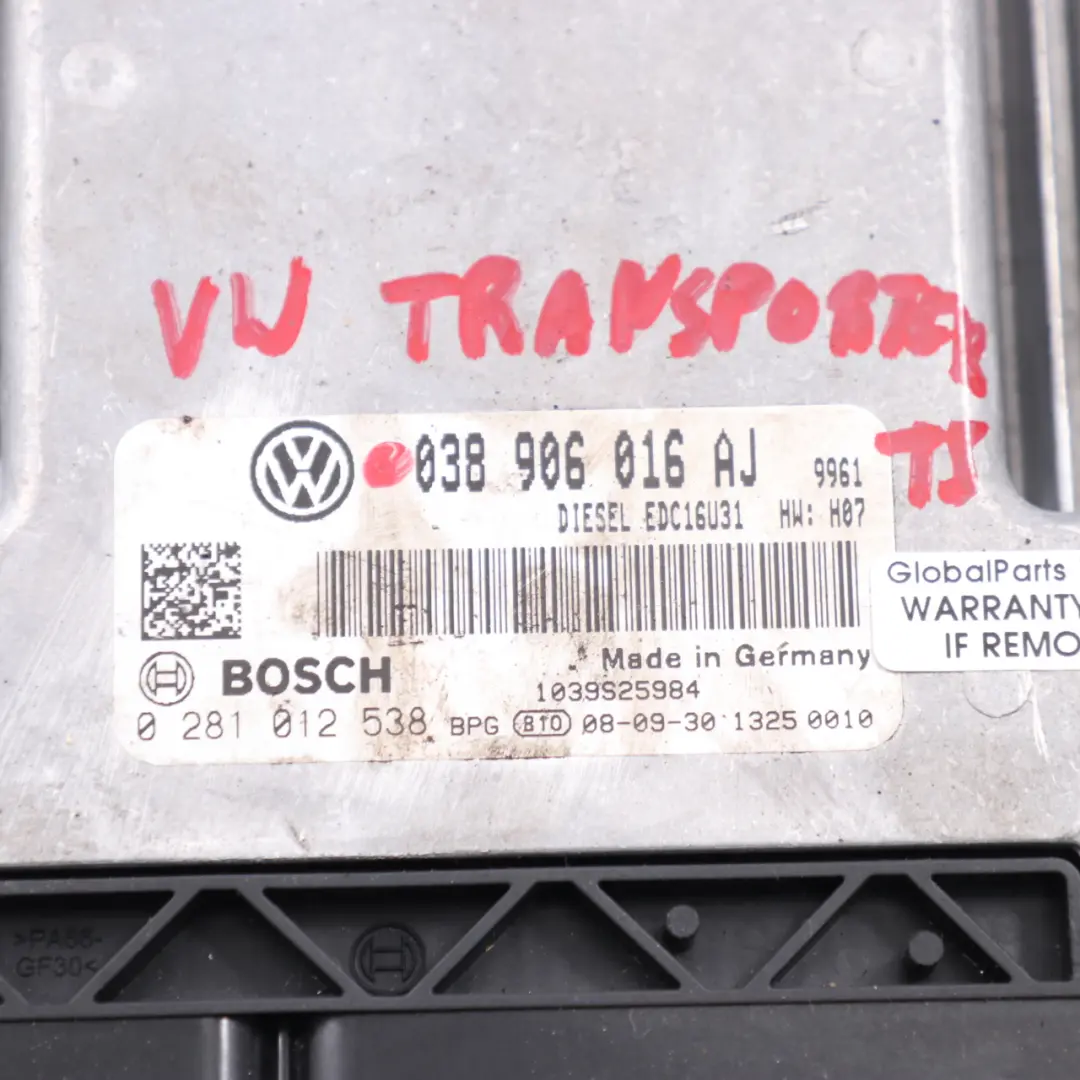 VW TRANSPORTER
T5
038 906 016 AJ 9961
DIESEL EDC16U31 HW: H07
GlobalParts
WARRANTY
IF REMO
Made in Germany
BOSCH
1039S25984
0 281 012 538 BPG 810 08-09-30 1325 0010
>PA66-
GF30<